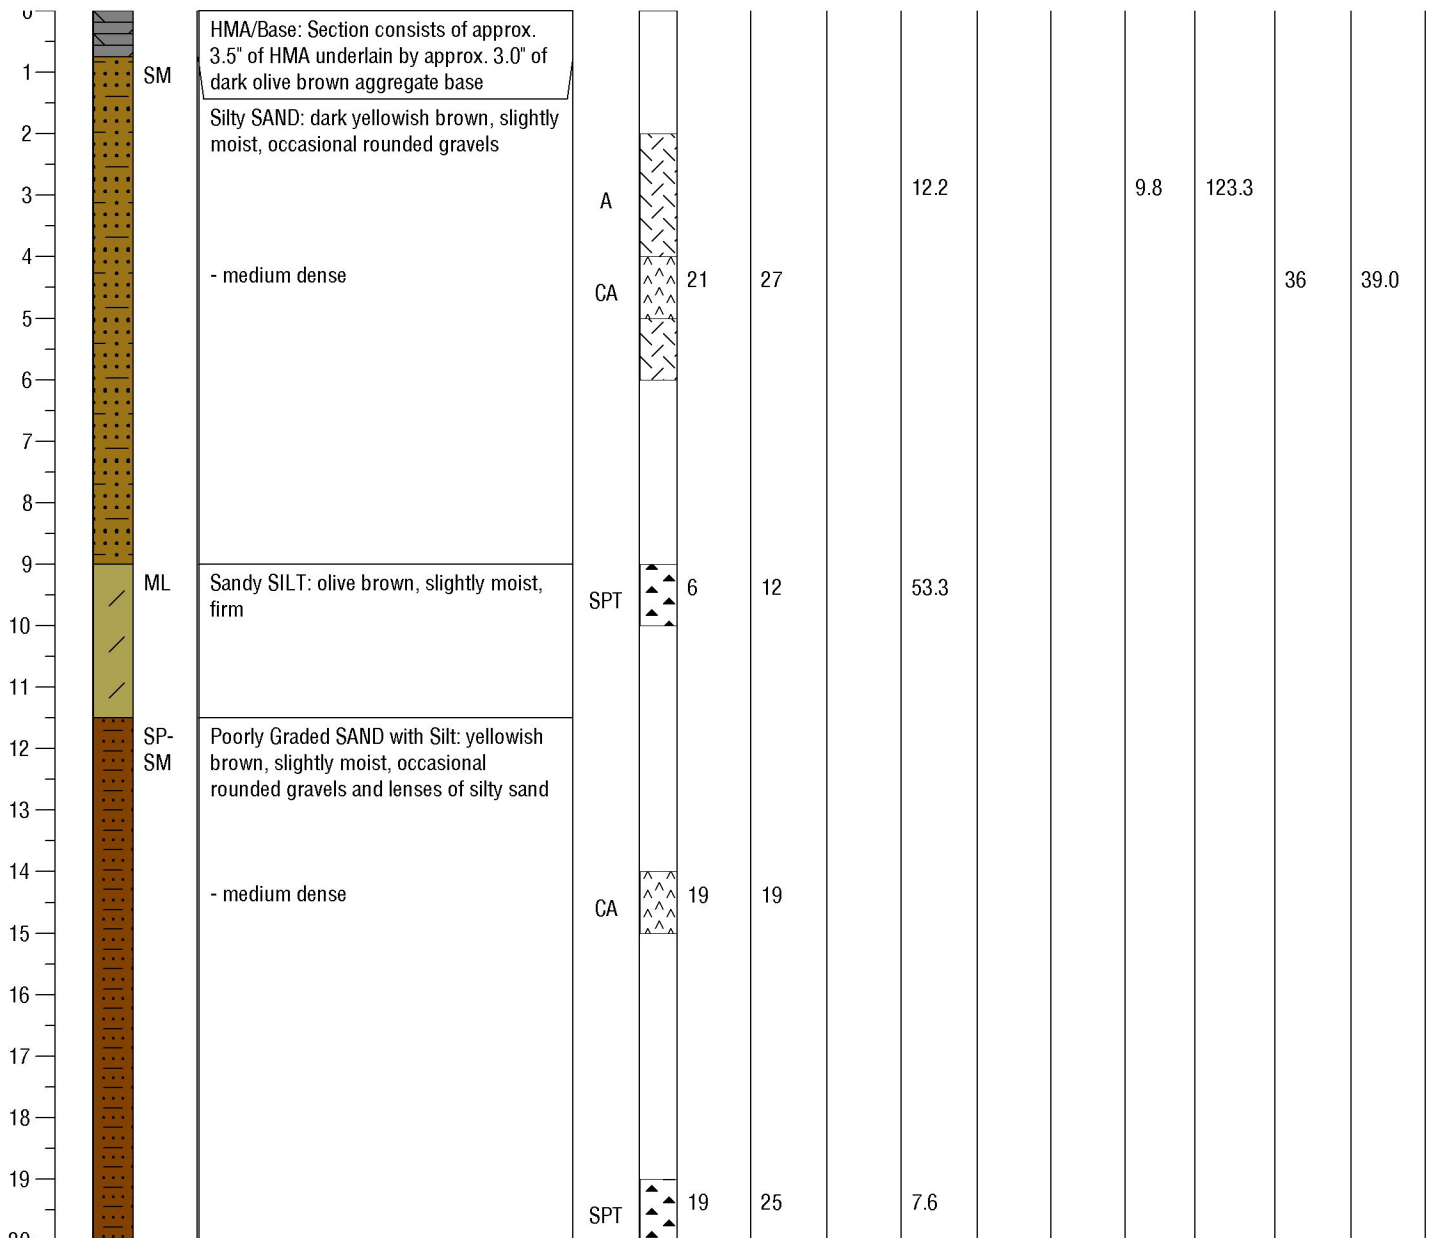 0
HMA/Base: Section consists of approx.
3.5" of HMA underlain by approx. 3.0" of
dark olive brown aggregate base
1
SM
Silty SAND: dark yellowish brown, slightly
moist, occasional rounded gravels
2
3
A
12.2
9.8
123.3
4
- medium dense
CA
21
27
36
39.0
5
6
7
8
9
ML
Sandy SILT: olive brown, slightly moist,
firm
SPT
6
12
53.3
10
11
SP-
SM
Poorly Graded SAND with Silt: yellowish
brown, slightly moist, occasional
rounded gravels and lenses of silty sand
12
13
14
- medium dense
CA
19
19
15
16
17
18
19
SPT
19
25
7.6
20